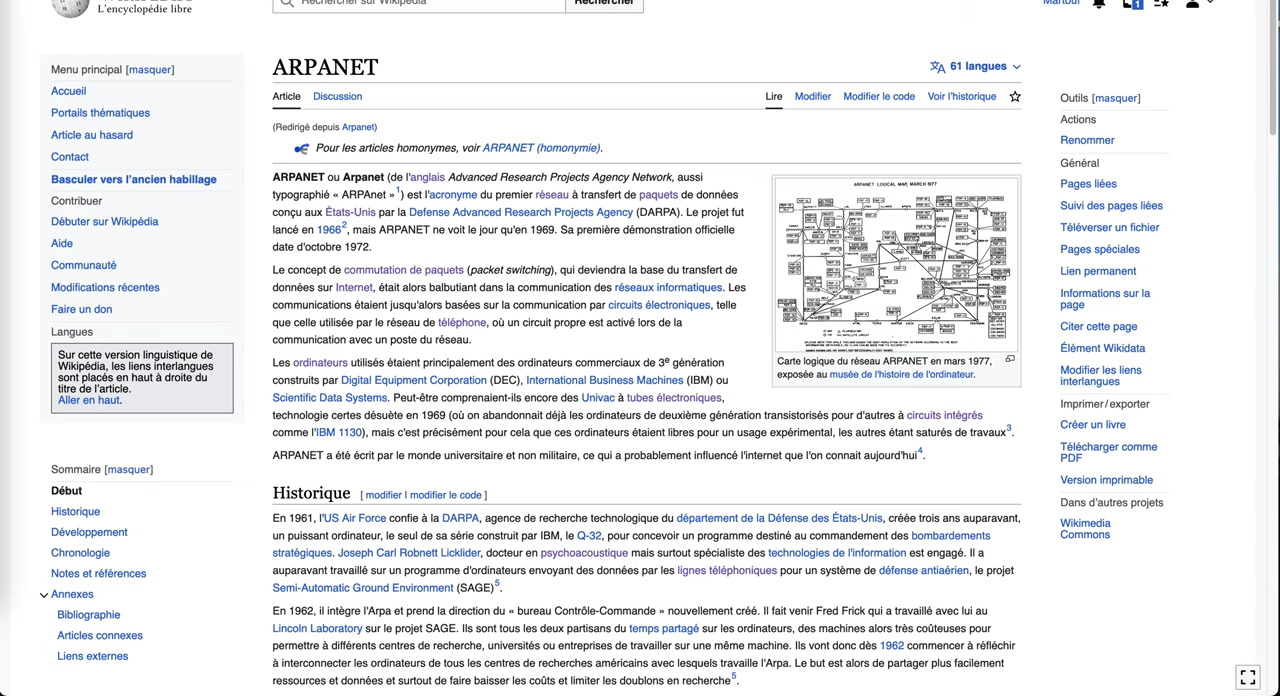 L'encyclopédie libre
Rechercher sur Wikipédia
Rechercher
Martouf
1
Menu principal [masquer]
Accueil
Portails thématiques
Article au hasard
Contact
Basculer vers l'ancien habillage
Contribuer
Débuter sur Wikipédia
Aide
Communauté
Modifications récentes
Faire un don
Langues
Sur cette version linguistique de
Wikipédia, les liens interlangues
sont placés en haut à droite du
titre de l'article.
Aller en haut.
Sommaire [masquer]
Début
Historique
Développement
Chronologie
Notes et références
Annexes
Bibliographie
Articles connexes
Liens externes
ARPANET
61 langues
Article Discussion
Lire Modifier Modifier le code Voir l'historique
(Redirigé depuis Arpanet)
Pour les articles homonymes, voir ARPANET (homonymie).
ARPANET ou Arpanet (de l'anglais Advanced Research Projects Agency Network, aussi
typographié « ARPAnet »1) est l'acronyme du premier réseau à transfert de paquets de données
conçu aux États-Unis par la Defense Advanced Research Projects Agency (DARPA). Le projet fut
lancé en 19662, mais ARPANET ne voit le jour qu'en 1969. Sa première démonstration officielle
date d'octobre 1972.
Le concept de commutation de paquets (packet switching), qui deviendra la base du transfert de
données sur Internet, était alors balbutiant dans la communication des réseaux informatiques. Les
communications étaient jusqu'alors basées sur la communication par circuits électroniques, telle
que celle utilisée par le réseau de téléphone, où un circuit propre est activé lors de la
communication avec un poste du réseau.
Les ordinateurs utilisés étaient principalement des ordinateurs commerciaux de 3e génération
construits par Digital Equipment Corporation (DEC), International Business Machines (IBM) ou
Scientific Data Systems. Peut-être comprenaient-ils encore des Univac à tubes électroniques,
technologie certes désuète en 1969 (où on abandonnait déjà les ordinateurs de deuxième génération transistorisés pour d'autres à circuits intégrés
comme l'IBM 1130), mais c'est précisément pour cela que ces ordinateurs étaient libres pour un usage expérimental, les autres étant saturés de travaux3.
ARPANET a été écrit par le monde universitaire et non militaire, ce qui a probablement influencé l'internet que l'on connait aujourd'hui4.
ARPANET LOGICAL MAP, MARCH 1977
Carte logique du réseau ARPANET en mars 1977,
exposée au musée de l'histoire de l'ordinateur.
Historique [ modifier | modifier le code ]
En 1961, l'US Air Force confie à la DARPA, agence de recherche technologique du département de la Défense des États-Unis, créée trois ans auparavant,
un puissant ordinateur, le seul de sa série construit par IBM, le Q-32, pour concevoir un programme destiné au commandement des bombardements
stratégiques. Joseph Carl Robnett Licklider, docteur en psychoacoustique mais surtout spécialiste des technologies de l'information est engagé. Il a
auparavant travaillé sur un programme d'ordinateurs envoyant des données par les lignes téléphoniques pour un système de défense antiaérien, le projet
Semi-Automatic Ground Environment (SAGE)5.
En 1962, il intègre l'Arpa et prend la direction du « bureau Contrôle-Commande » nouvellement créé. Il fait venir Fred Frick qui a travaillé avec lui au
Lincoln Laboratory sur le projet SAGE. Ils sont tous les deux partisans du temps partagé sur les ordinateurs, des machines alors très coûteuses pour
permettre à différents centres de recherche, universités ou entreprises de travailler sur une même machine. Ils vont donc dès 1962 commencer à réfléchir
à interconnecter les ordinateurs de tous les centres de recherches américains avec lesquels travaille l'Arpa. Le but est alors de partager plus facilement
ressources et données et surtout de faire baisser les coûts et limiter les doublons en recherche5.
Outils [masquer]
Actions
Renommer
Général
Pages liées
Suivi des pages liées
Téléverser un fichier
Pages spéciales
Lien permanent
Informations sur la
page
Citer cette page
Élément Wikidata
Modifier les liens
interlangues
Imprimer / exporter
Créer un livre
Télécharger comme
PDF
Version imprimable
Dans d'autres projets
Wikimedia
Commons